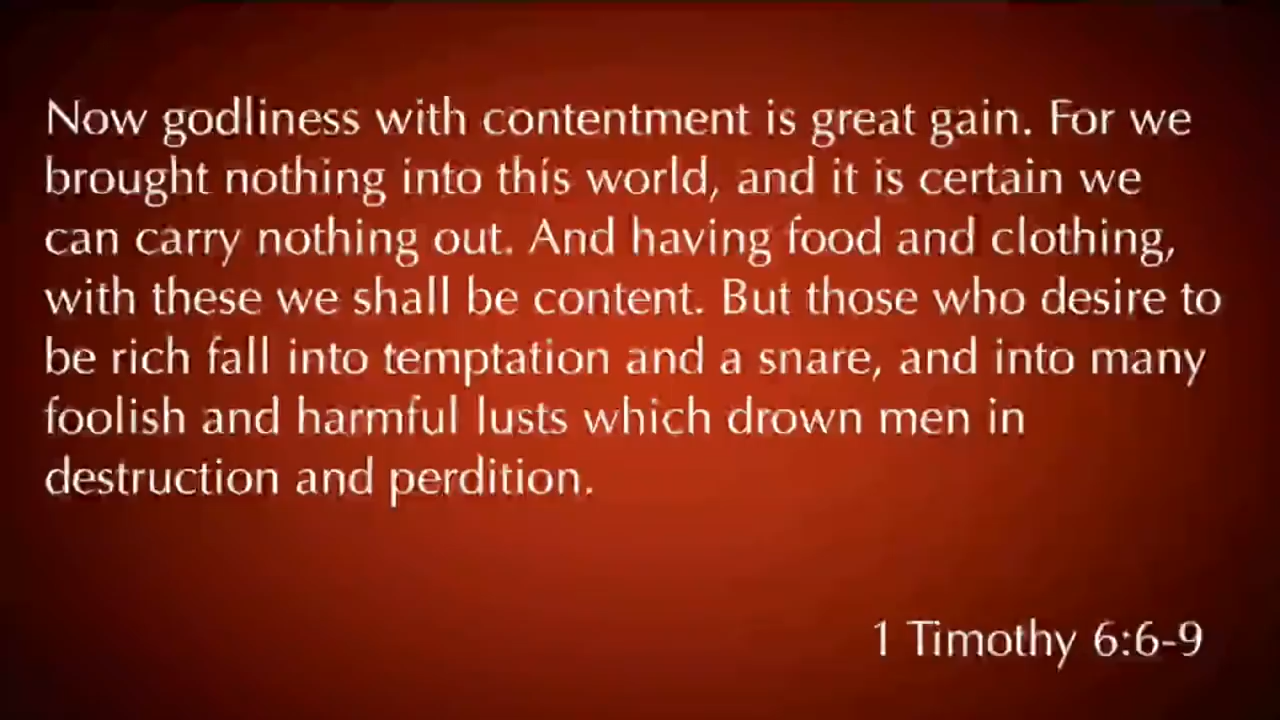 Now godliness with contentment is great gain. For we
brought nothing into this world, and it is certain we
can carry nothing out. And having food and clothing,
with these we shall be content. But those who desire to
be rich fall into temptation and a snare, and into many
foolish and harmful lusts which drown men in
destruction and perdition.
1 Timothy 6:6-9